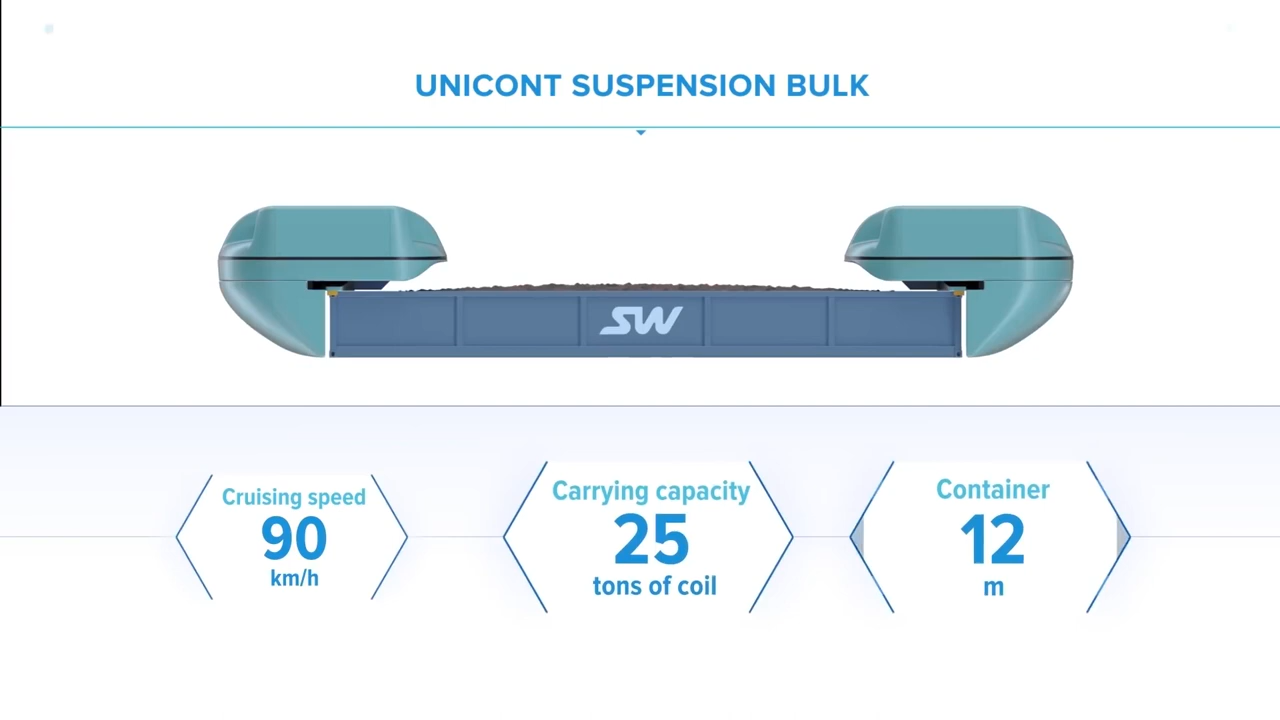 UNICONT SUSPENSION BULK
SW
Cruising speed
90
km/h
Carrying capacity
25
tons of coil
Container
12
m